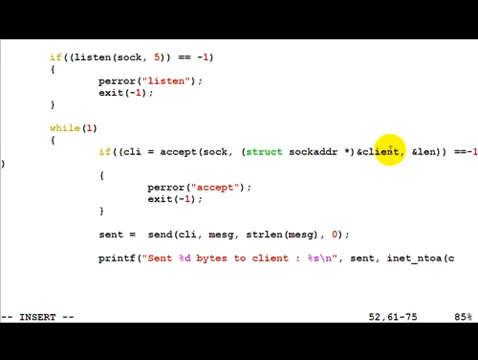 if((listen(sock, 5)) == -1)
{
perror("listen");
exit(-1);
}
while(1)
{
if((cli = accept(sock, (struct sockaddr *)&client, &len)) ==-1
)
{
perror("accept");
exit(-1);
}
sent =  send(cli, mesg, strlen(mesg), 0);
printf("Sent %d bytes to client : %s\n", sent, inet_ntoa(c
-- INSERT -- 52,61-75 85%